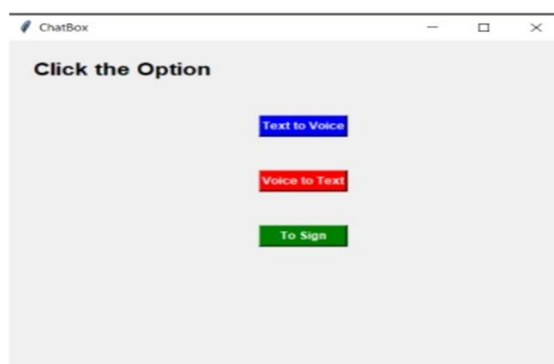 ChatBox
Click the Option
Text to Voice
Voice to Text
To Sign